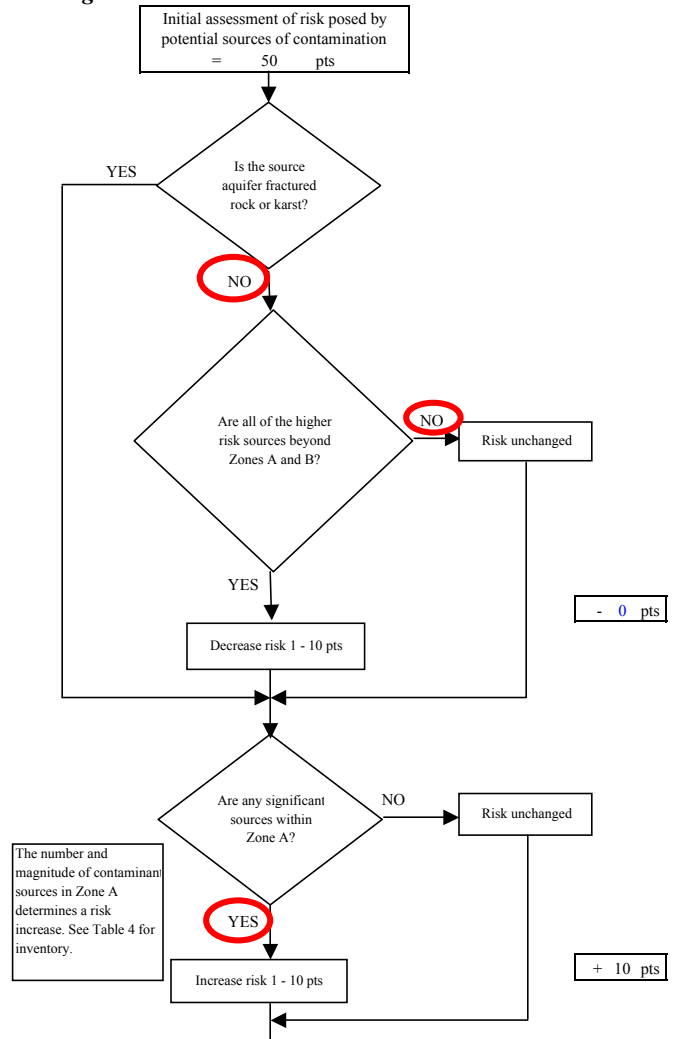 Initial assessment of risk posed by
potential sources of contamination
= 50 pts
YES
Is the source
aquifer fractured
rock or karst?
NO
Are all of the higher
risk sources beyond
Zones A and B?
NO
Risk unchanged
YES
- 0 pts
Decrease risk 1 - 10 pts
Are any significant
sources within
Zone A?
NO
Risk unchanged
The number and
magnitude of contaminant
sources in Zone A
determines a risk
increase. See Table 4 for
inventory.
YES
+ 10 pts
Increase risk 1 - 10 pts